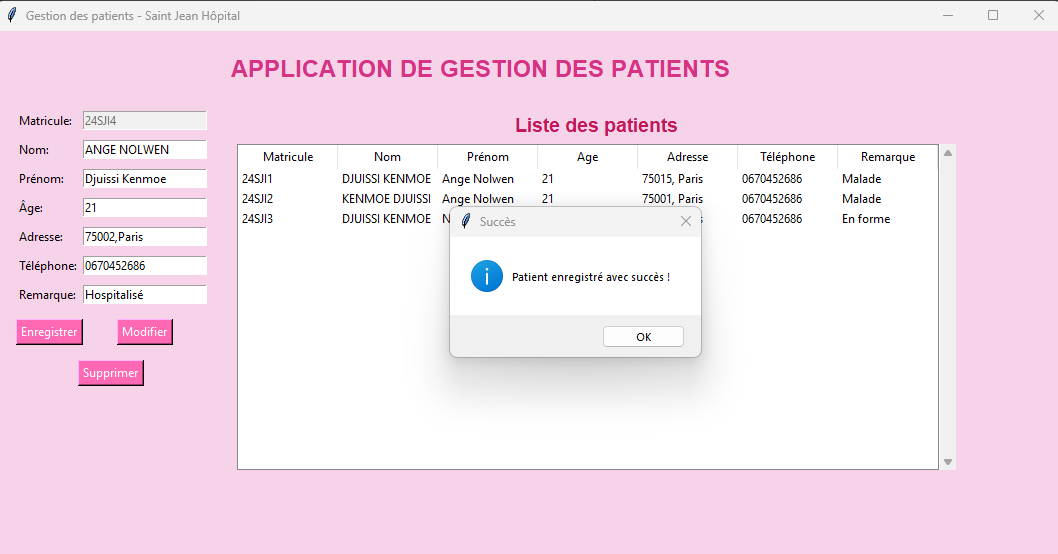 Gestion des patients - Saint Jean Hôpital
APPLICATION DE GESTION DES PATIENTS
Matricule: 24SJI4
Nom: ANGE NOLWEN
Prénom: Djuissi Kenmoe
Âge: 21
Adresse: 75002,Paris
Téléphone: 0670452686
Remarque: Hospitalisé
Enregistrer Modifier
Supprimer
Liste des patients
Matricule Nom Prénom Age Adresse Téléphone Remarque
24SJI1 DJUISSI KENMOE Ange Nolwen 21 75015, Paris 0670452686 Malade
24SJI2 KENMOE DJUISSI Ange Nolwen 21 75001, Paris 0670452686 Malade
24SJI3 DJUISSI KENMOE 0670452686 En forme
Succès
Patient enregistré avec succès !
OK